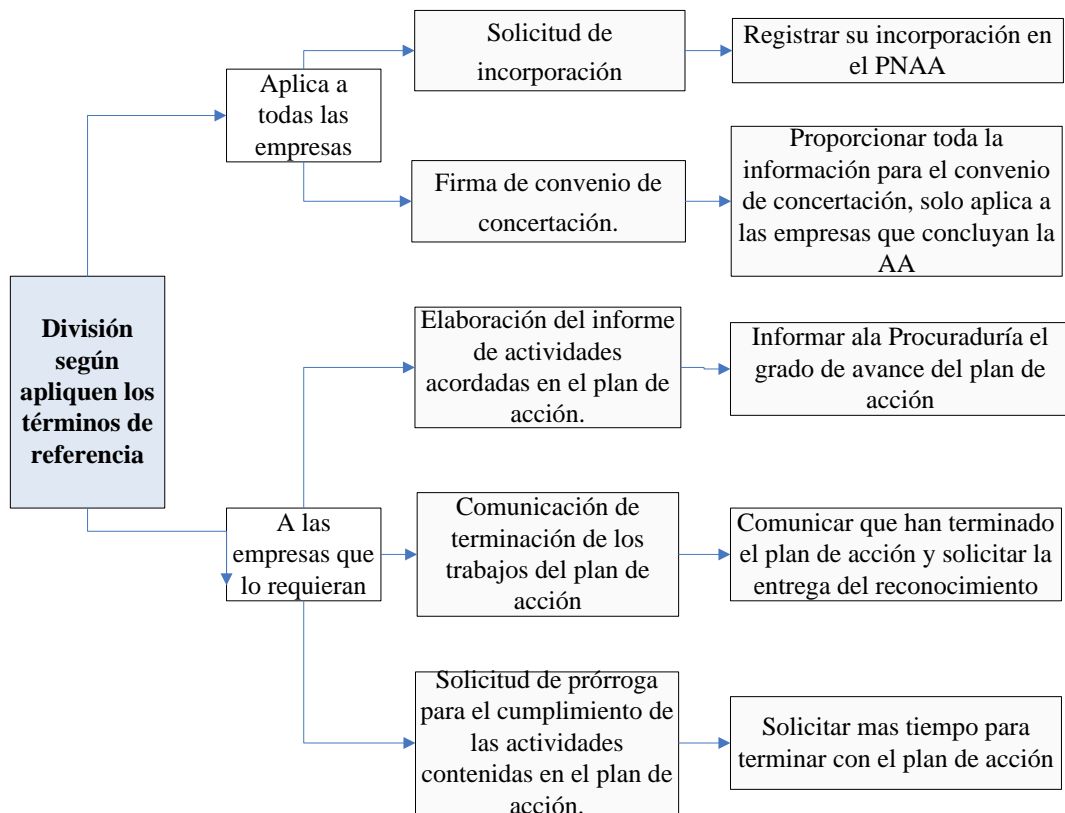 Solicitud de
incorporación
Registrar su incorporación en
el PNAA
Aplica a
todas las
empresas
Firma de convenio de
concertación.
Proporcionar toda la
información para el convenio
de concertación, solo aplica a
las empresas que concluyan la
AA
División
según
apliquen los
términos de
referencia
Elaboración del informe
de actividades
acordadas en el plan de
acción.
Informar ala Procuraduría el
grado de avance del plan de
acción
A las
empresas que
lo requieran
Comunicación de
terminación de los
trabajos del plan de
acción
Comunicar que han terminado
el plan de acción y solicitar la
entrega del reconocimiento
Solicitud de prórroga
para el cumplimiento de
las actividades
contenidas en el plan de
acción.
Solicitar mas tiempo para
terminar con el plan de acción